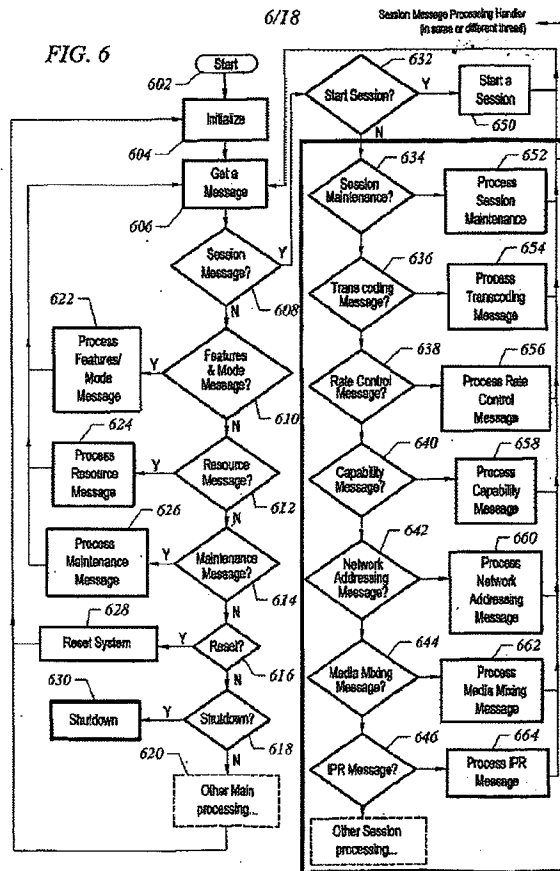 6/18
Session Message Processing Handler
(in same or different thread)
FIG. 6
Start
602
Initialize
604
Get a
Message
606
Session
Message?
608
Y
N
Features
& Mode
Message?
610
Y
N
622
Process
Features/
Mode
Message
Resource
Message?
612
Y
N
624
Process
Resource
Message
Maintenance
Message?
614
Y
N
626
Process
Maintenance
Message
Reset?
616
Y
N
628
Reset System
Shutdown?
618
Y
N
630
Shutdown
620
Other Main
processing...
632
Start Session?
Y
N
Start a
Session
650
634
Session
Maintenance?
652
Process
Session
Maintenance
636
Trans coding
Message?
654
Process
Transcoding
Message
638
Rate Control
Message?
656
Process Rate
Control
Message
640
Capability
Message?
658
Process
Capability
Message
642
Network
Addressing
Message?
660
Process
Network
Addressing
Message
644
Media Mixing
Message?
662
Process
Media Mixing
Message
646
IPR Message?
664
Process IPR
Message
Other Session
processing...